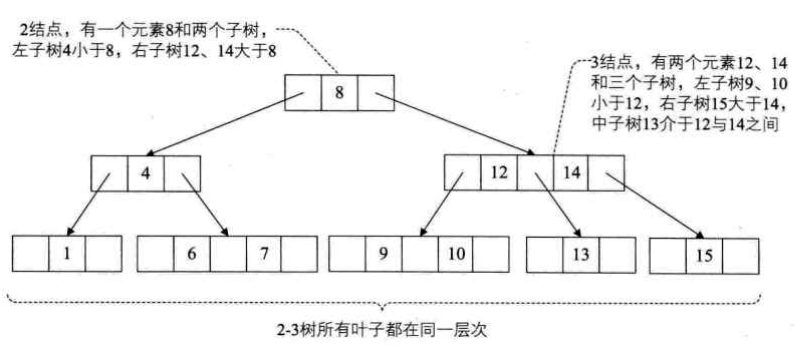 2结点，有一个元素8和两个子树，
左子树4小于8，右子树12、14大于8
3结点，有两个元素12、14
和三个子树，左子树9、10
小于12，右子树15大于14，
中子树13介于12与14之间
8
4
12 14
1
6 7
9 10
13
15
2-3树所有叶子都在同一层次